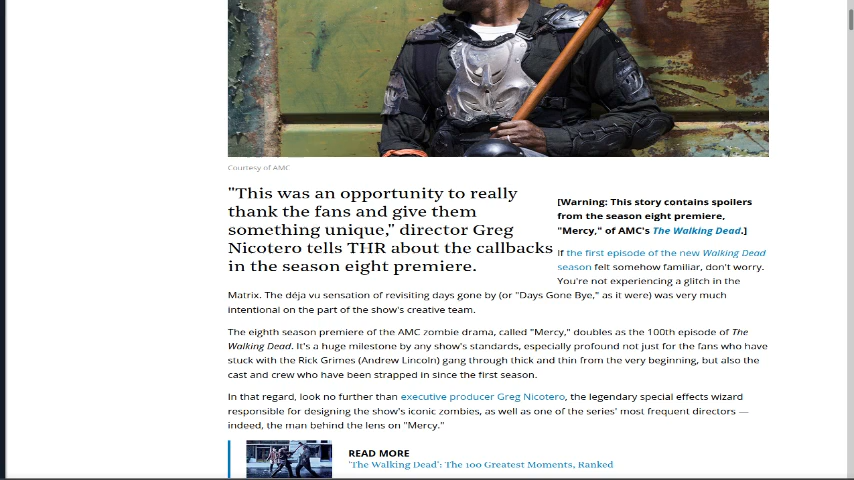 Courtesy of AMC
"This was an opportunity to really
thank the fans and give them
something unique," director Greg
Nicotero tells THR about the callbacks
in the season eight premiere.
[Warning: This story contains spoilers
from the season eight premiere,
"Mercy," of AMC's The Walking Dead.]
If the first episode of the new Walking Dead
season felt somehow familiar, don't worry.
You're not experiencing a glitch in the
Matrix. The déja vu sensation of revisiting days gone by (or "Days Gone Bye," as it were) was very much
intentional on the part of the show's creative team.
The eighth season premiere of the AMC zombie drama, called "Mercy," doubles as the 100th episode of The
Walking Dead. It's a huge milestone by any show's standards, especially profound not just for the fans who have
stuck with the Rick Grimes (Andrew Lincoln) gang through thick and thin from the very beginning, but also the
cast and crew who have been strapped in since the first season.
In that regard, look no further than executive producer Greg Nicotero, the legendary special effects wizard
responsible for designing the show's iconic zombies, as well as one of the series' most frequent directors —
indeed, the man behind the lens on "Mercy."
READ MORE
'The Walking Dead': The 100 Greatest Moments, Ranked